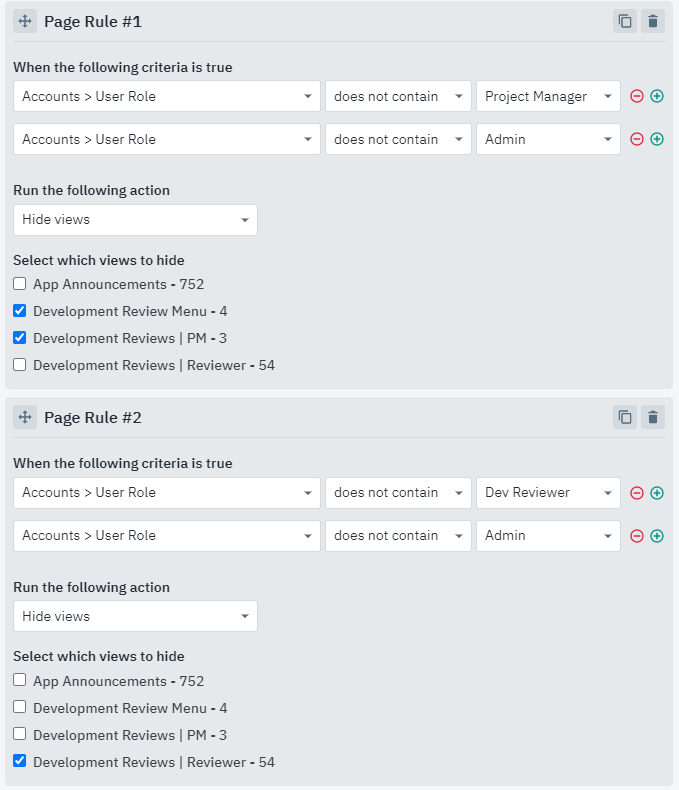 Page Rule #1
When the following criteria is true
Accounts > User Role does not contain Project Manager
Accounts > User Role does not contain Admin
Run the following action
Hide views
Select which views to hide
App Announcements - 752
Development Review Menu - 4
Development Reviews | PM - 3
Development Reviews | Reviewer - 54
Page Rule #2
When the following criteria is true
Accounts > User Role does not contain Dev Reviewer
Accounts > User Role does not contain Admin
Run the following action
Hide views
Select which views to hide
App Announcements - 752
Development Review Menu - 4
Development Reviews | PM - 3
Development Reviews | Reviewer - 54